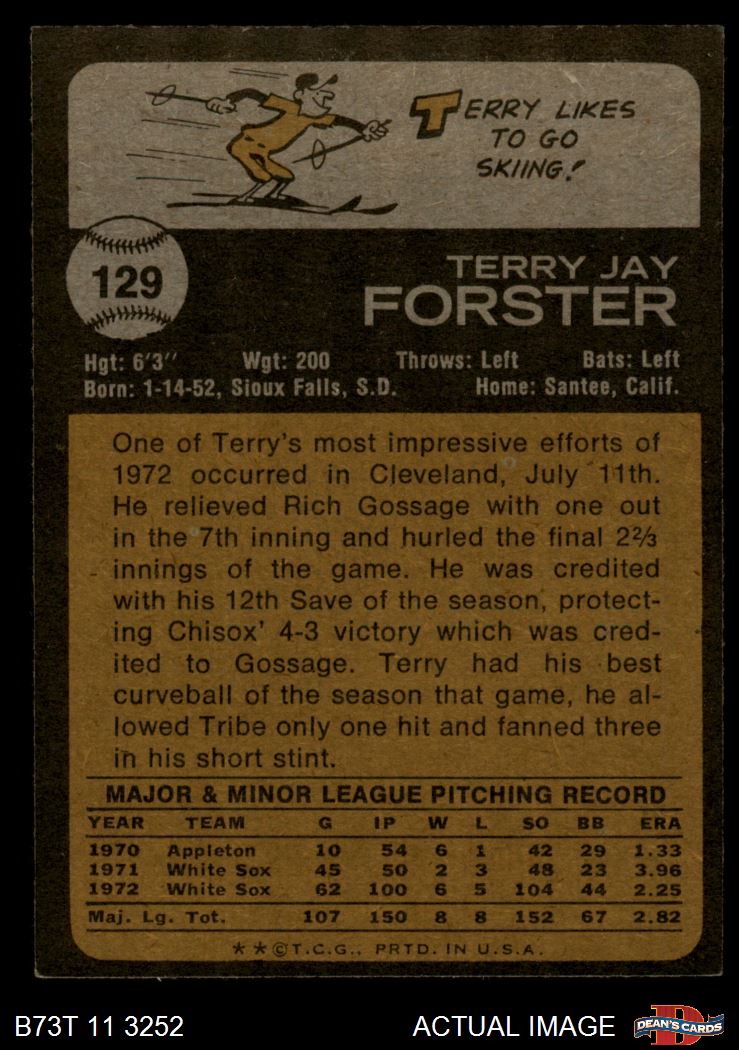 TERRY LIKES
TO GO
SKIING!
129
TERRY JAY
FORSTER
Hgt: 6'3" Wgt: 200 Throws: Left Bats: Left
Born: 1-14-52, Sioux Falls, S.D. Home: Santee, Calif.
One of Terry's most impressive efforts of
1972 occurred in Cleveland, July 11th.
He relieved Rich Gossage with one out
in the 7th inning and hurled the final 2⅔
innings of the game. He was credited
with his 12th Save of the season, protect-
ing Chisox' 4-3 victory which was cred-
ited to Gossage. Terry had his best
curveball of the season that game, he al-
lowed Tribe only one hit and fanned three
in his short stint.
MAJOR & MINOR LEAGUE PITCHING RECORD
YEAR TEAM G IP W L SO BB ERA
1970 Appleton 10 54 6 1 42 29 1.33
1971 White Sox 45 50 2 3 48 23 3.96
1972 White Sox 62 100 6 5 104 44 2.25
Maj. Lg. Tot. 107 150 8 8 152 67 2.82
**©T.C.G., PRTD. IN U.S.A.
B73T 11 3252 ACTUAL IMAGE D DEAN'S CARDS